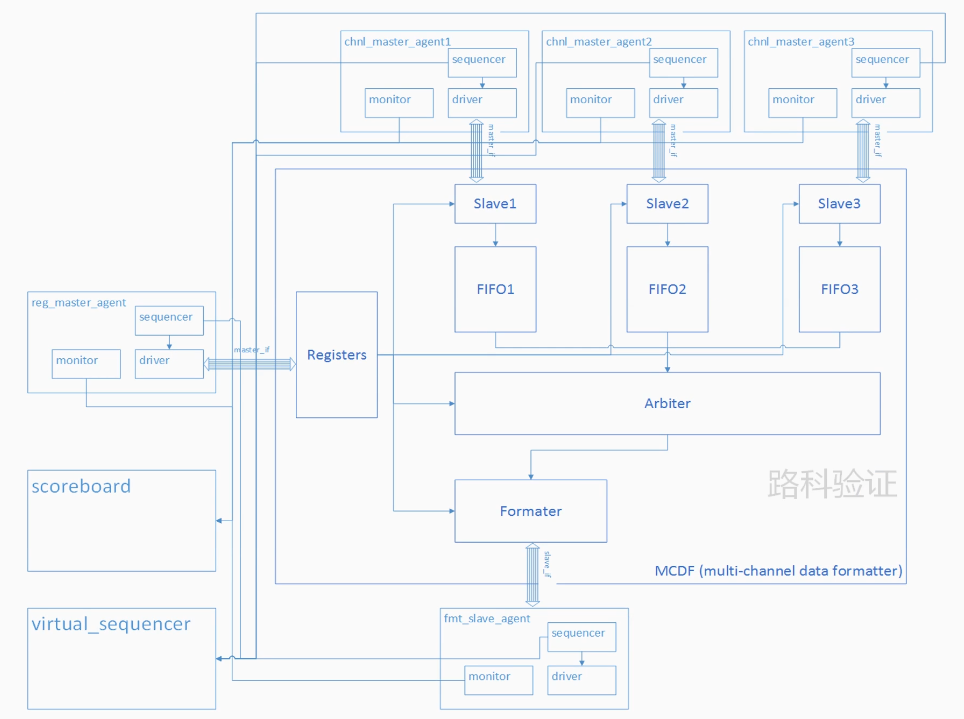 chnl_master_agent1
sequencer
monitor
driver
master_if
chnl_master_agent2
sequencer
monitor
driver
master_if
chnl_master_agent3
sequencer
monitor
driver
master_if
Slave1
Slave2
Slave3
FIFO1
FIFO2
FIFO3
reg_master_agent
sequencer
monitor
driver
master_if
Registers
Arbiter
scoreboard
路科验证
Formater
slave_if
MCDF (multi-channel data formatter)
virtual_sequencer
fmt_slave_agent
sequencer
monitor
driver